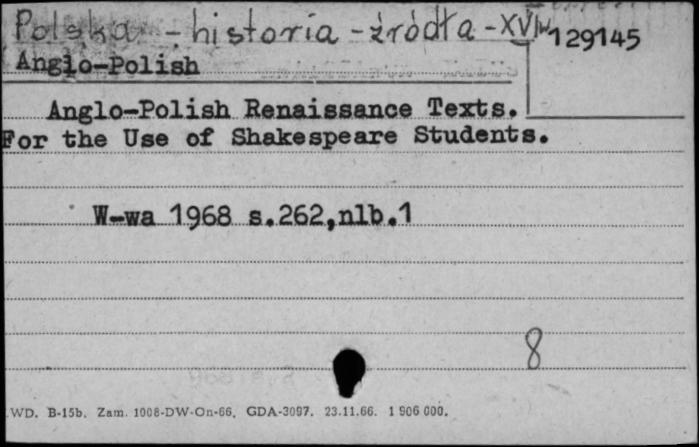 Polska - historia - źródła - XVIw
129145
Anglo-Polish
Anglo-Polish Renaissance Texts.
For the Use of Shakespeare Students.
W-wa 1968 s.262,nlb.1
8
WD. B-15b. Zam. 1008-DW-On-66. GDA-3097. 23.11.66. 1 906 000.